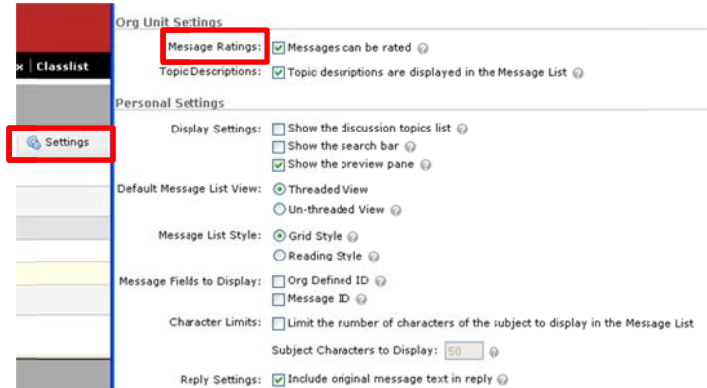 Org Unit Settings
Message Ratings: Messages can be rated
x | Classlist
Topic Descriptions: Topic descriptions are displayed in the Message List
Personal Settings
Display Settings: Show the discussion topics list
Settings
Show the search bar
Show the preview pane
Default Message List View: Threaded View
Un-threaded View
Message List Style: Grid Style
Reading Style
Message Fields to Display: Org Defined ID
Message ID
Character Limits: Limit the number of characters of the subject to display in the Message List
Subject Characters to Display: 50
Reply Settings: Include original message text in reply